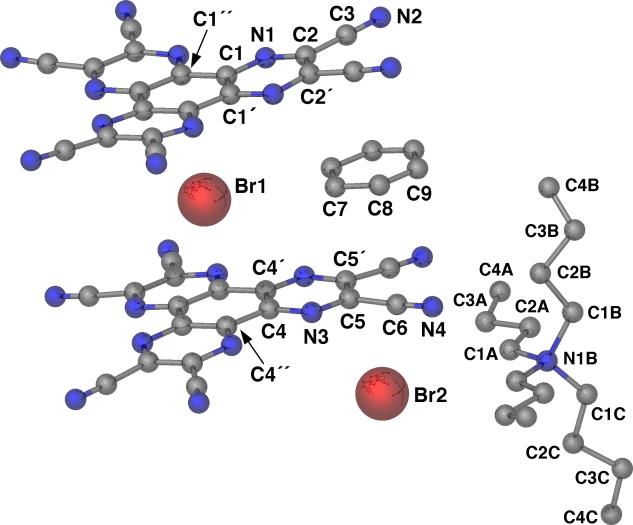 C1´´ C1 N1 C2 C3 N2
C1´ C2´
Br1
C7 C8 C9
C4B
C3B
C2B
C1B
C4´ C5´
C4A
C3A
C2A
C4 N3 C5 C6 N4
C1A
N1B
C4´´
Br2
C1C
C2C
C3C
C4C